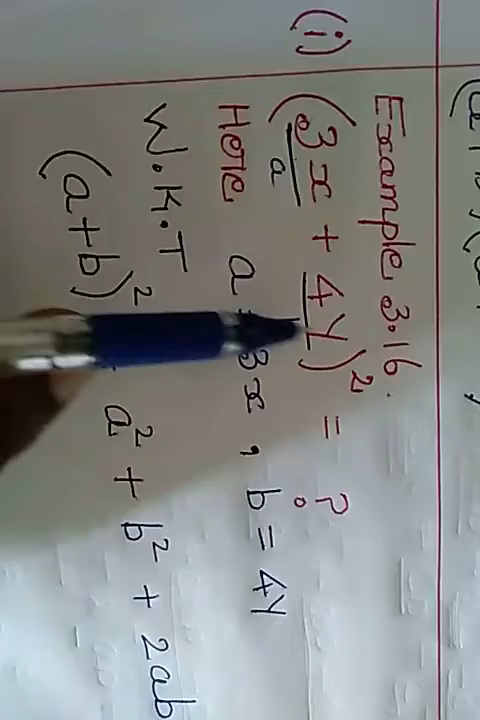 Example 3.16.
(i) (3x + 4y)² = ?
a
Here a = 3x, b = 4y
W.K.T
(a+b)² = a² + b² + 2ab